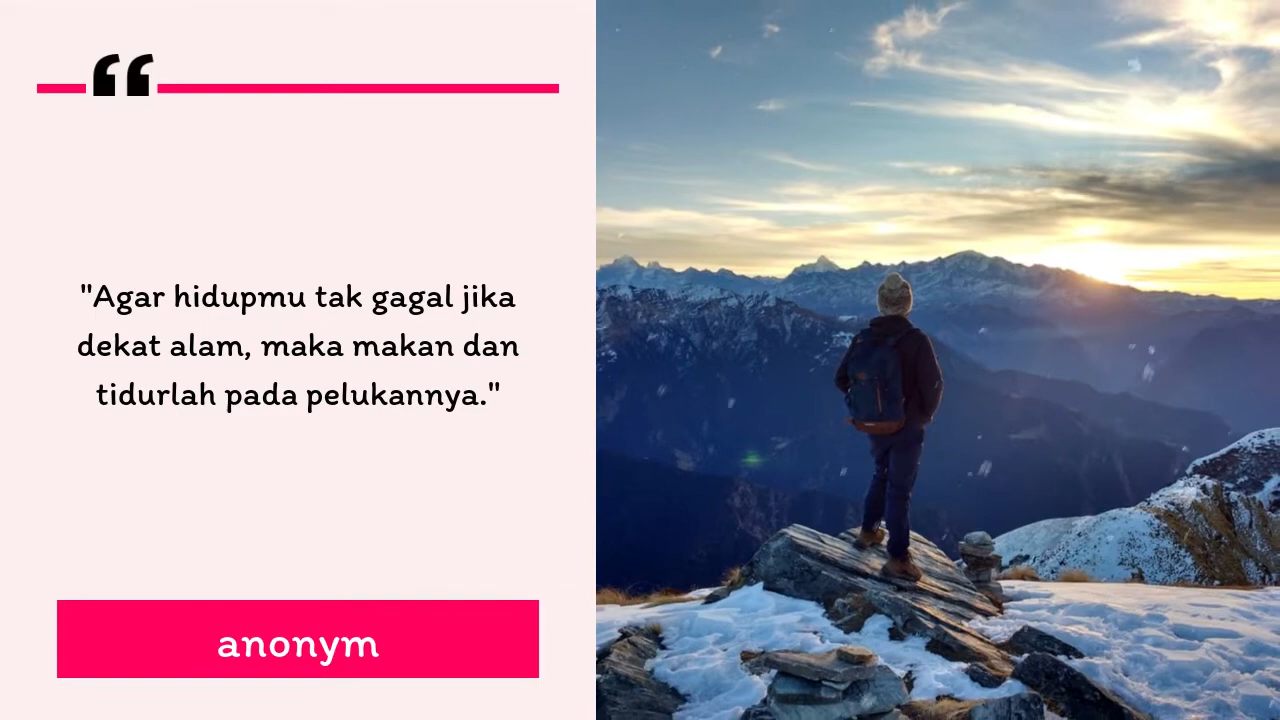 "Agar hidupmu tak gagal jika
dekat alam, maka makan dan
tidurlah pada pelukannya."
anonym